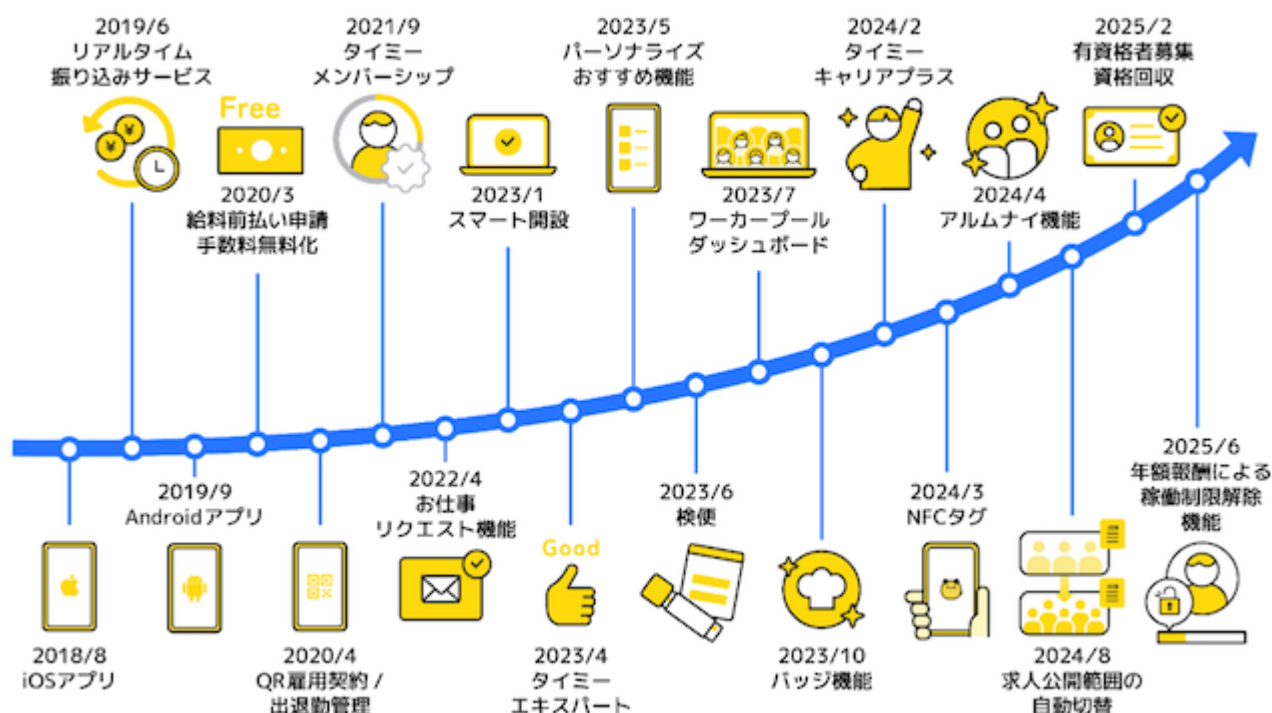 2018/8
iOSアプリ
2019/6
リアルタイム
振り込みサービス
¥
¥
2019/9
Androidアプリ
Free
2020/3
給料前払い申請
手数料無料化
2020/4
QR雇用契約 /
出退勤管理
2021/9
タイミー
メンバーシップ
2022/4
お仕事
リクエスト機能
2023/1
スマート開設
Good
2023/4
タイミー
エキスパート
2023/5
パーソナライズ
おすすめ機能
2023/6
検便
2023/7
ワーカープール
ダッシュボード
2023/10
バッジ機能
2024/2
タイミー
キャリアプラス
2024/3
NFCタグ
2024/4
アルムナイ機能
2024/8
求人公開範囲の
自動切替
2025/2
有資格者募集
資格回収
2025/6
年額報酬による
稼働制限解除
機能